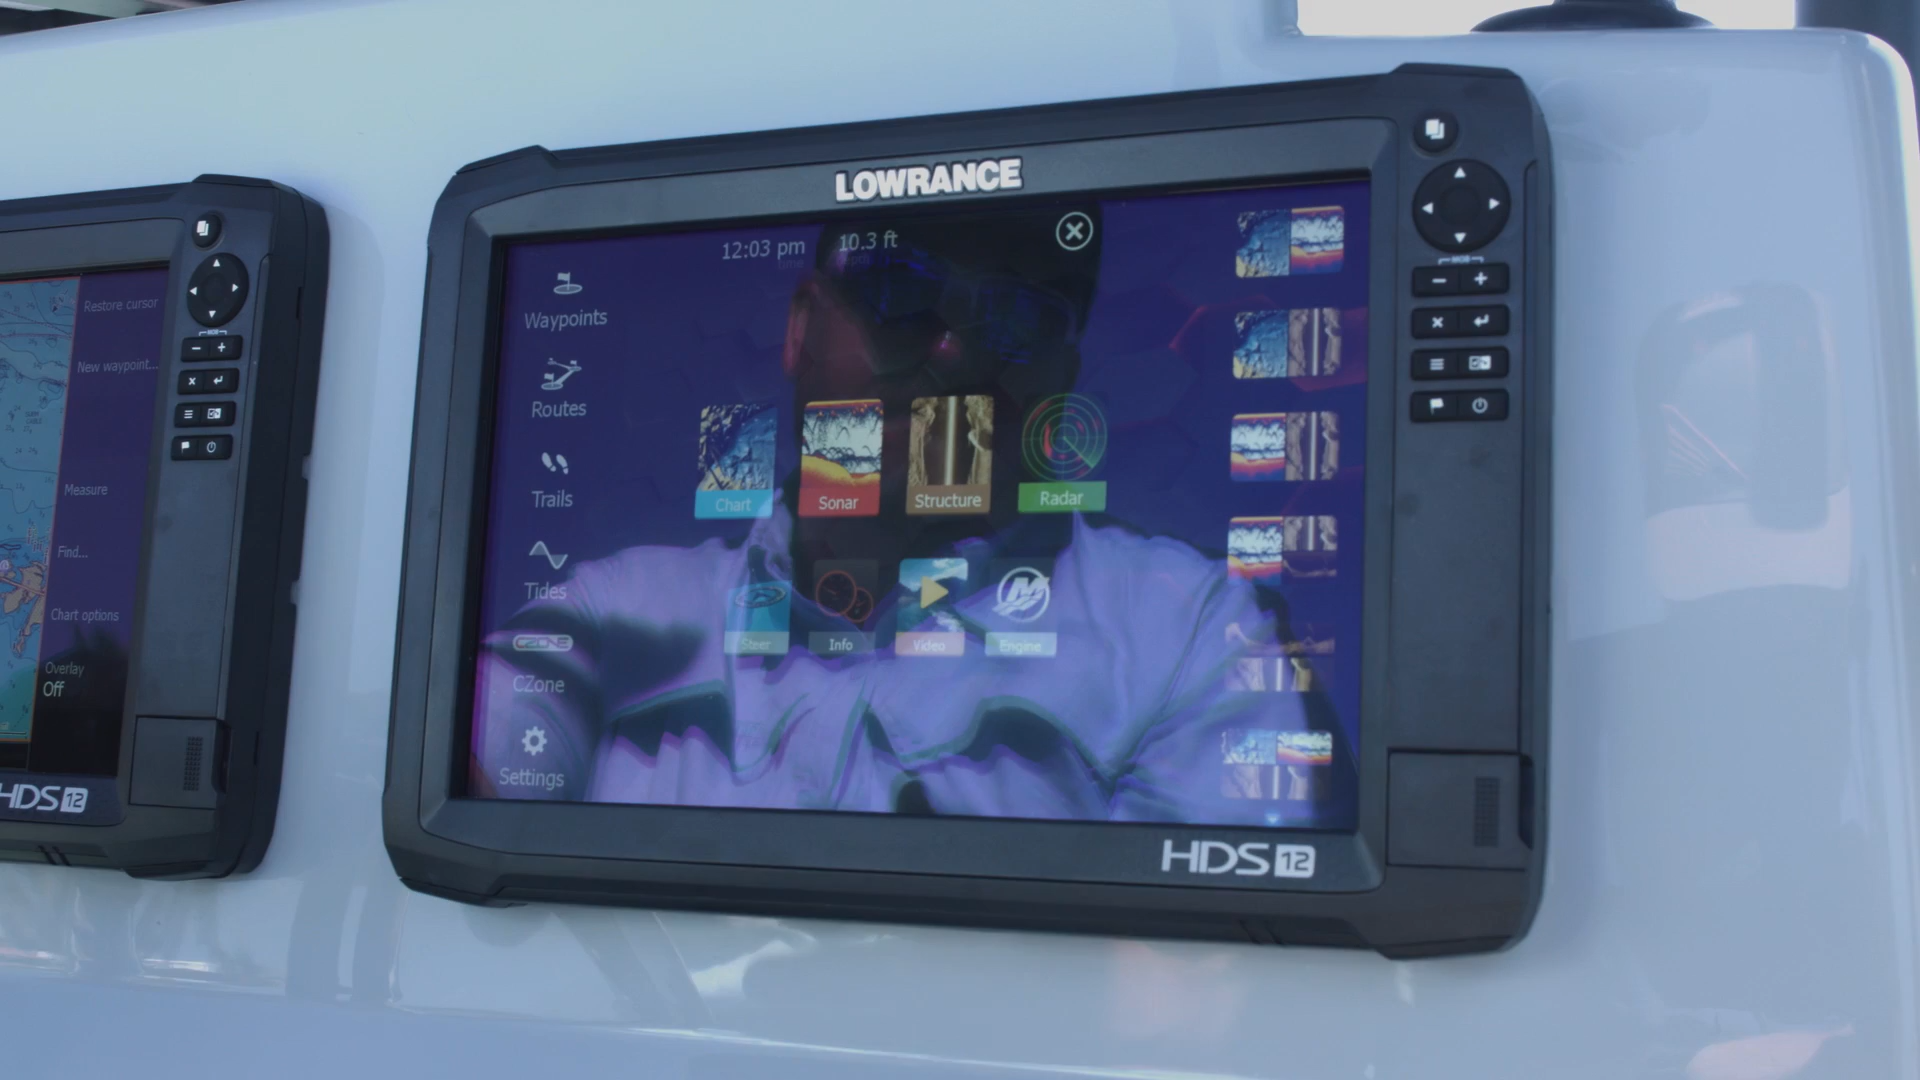 Restore cursor
New waypoint...
Measure
Find...
Chart options
Overlay
Off
HDS 12
LOWRANCE
12:03 pm
10.3 ft
Waypoints
Routes
Trails
Tides
CZONE
CZone
Settings
Chart
Sonar
Structure
Radar
Steer
Info
Video
Engine
HDS 12